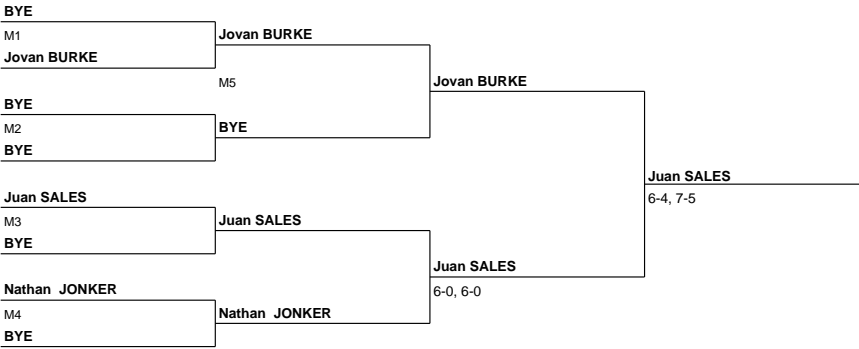 BYE
M1
Jovan BURKE
Jovan BURKE
M5
Jovan BURKE
BYE
M2
BYE
BYE
Juan SALES
6-4, 7-5
Juan SALES
M3
BYE
Juan SALES
Juan SALES
6-0, 6-0
Nathan  JONKER
M4
BYE
Nathan  JONKER